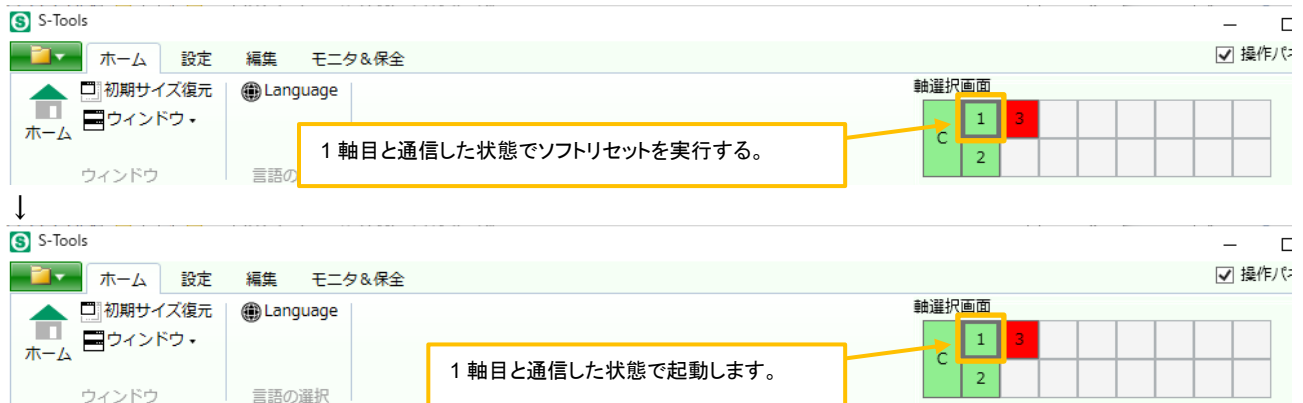 S S-Tools
ホーム 設定 編集 モニタ&保全 操作パネ
初期サイズ復元 Language 軸選択画面
ホーム ウィンドウ
C 1 3
2
1軸目と通信した状態でソフトリセットを実行する。
ウィンドウ 言語の
↓
S S-Tools
ホーム 設定 編集 モニタ&保全 操作パネ
初期サイズ復元 Language 軸選択画面
ホーム ウィンドウ
C 1 3
2
1軸目と通信した状態で起動します。
ウィンドウ 言語の選択